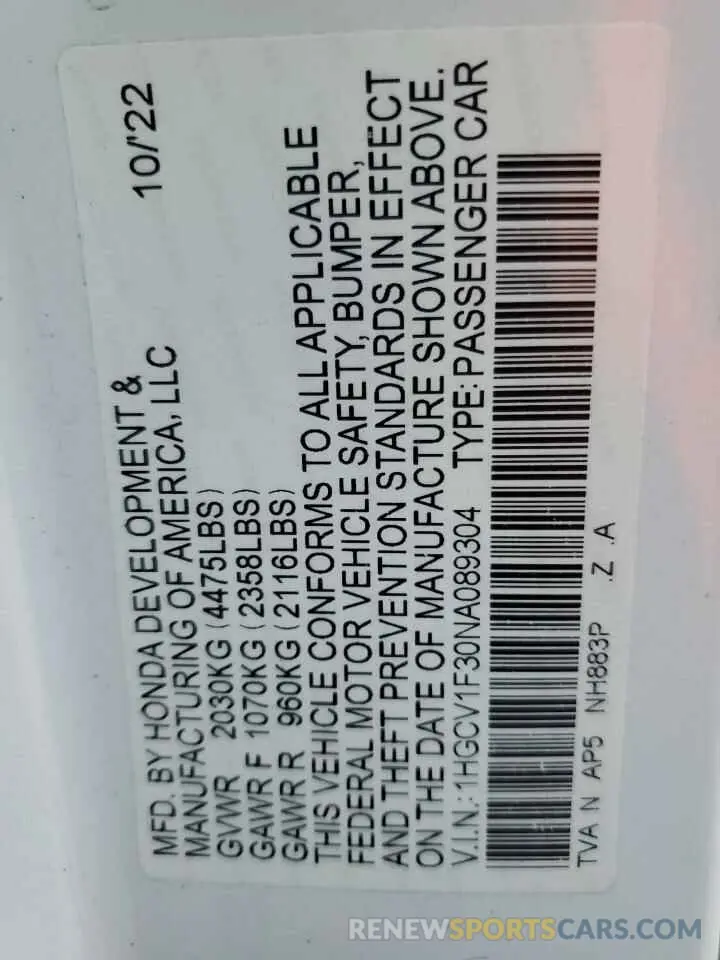 MFD. BY HONDA DEVELOPMENT & 10/'22
MANUFACTURING OF AMERICA, LLC
GVWR 2030KG (4475LBS)
GAWR F 1070KG (2358LBS)
GAWR R 960KG (2116LBS)
THIS VEHICLE CONFORMS TO ALL APPLICABLE
FEDERAL MOTOR VEHICLE SAFETY, BUMPER,
AND THEFT PREVENTION STANDARDS IN EFFECT
ON THE DATE OF MANUFACTURE SHOWN ABOVE.
V.I.N.: 1HGCV1F30NA089304 TYPE: PASSENGER CAR
TVA N AP5 NH883P .Z .A
RENEWSPORTSCARS.COM